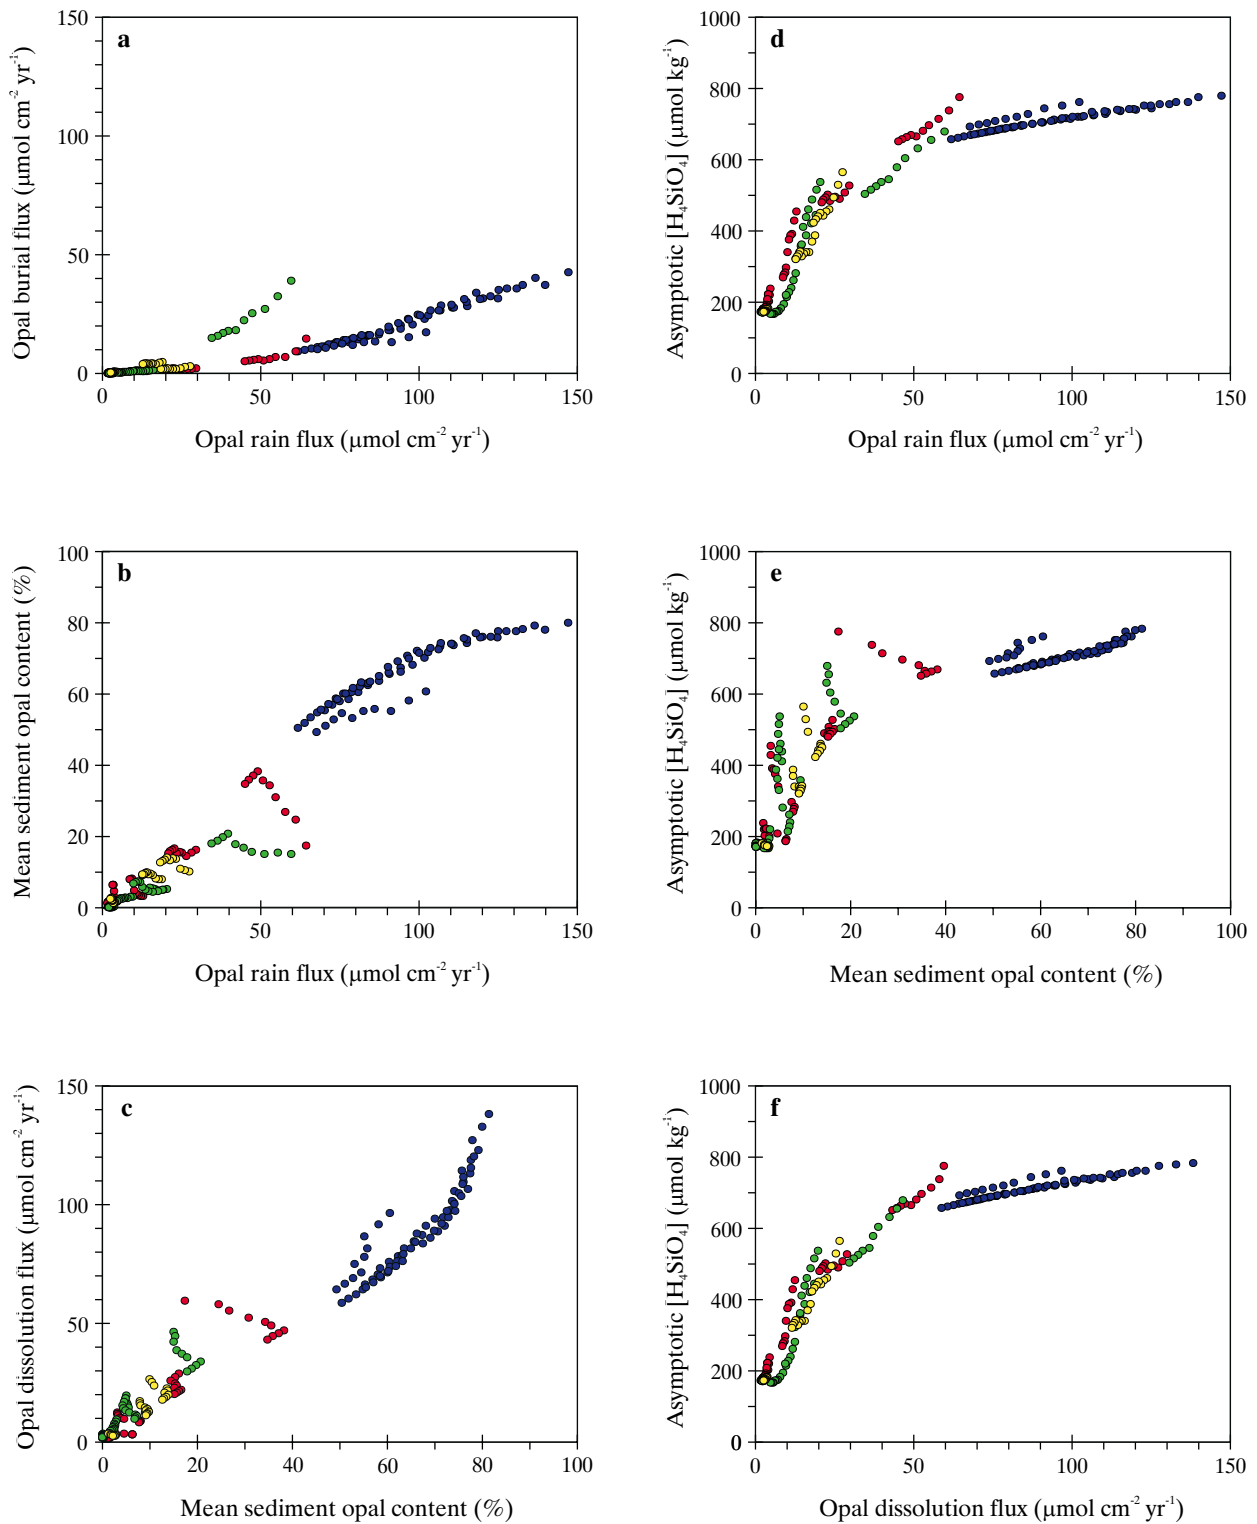 a
150
100
50
0
Opal burial flux (μmol cm⁻² yr⁻¹)
0 50 100 150
Opal rain flux (μmol cm⁻² yr⁻¹)
d
1000
800
600
400
200
0
Asymptotic [H₄SiO₄] (μmol kg⁻¹)
0 50 100 150
Opal rain flux (μmol cm⁻² yr⁻¹)
b
100
80
60
40
20
0
Mean sediment opal content (%)
0 50 100 150
Opal rain flux (μmol cm⁻² yr⁻¹)
e
1000
800
600
400
200
0
Asymptotic [H₄SiO₄] (μmol kg⁻¹)
0 20 40 60 80 100
Mean sediment opal content (%)
c
150
100
50
0
Opal dissolution flux (μmol cm⁻² yr⁻¹)
0 20 40 60 80 100
Mean sediment opal content (%)
f
1000
800
600
400
200
0
Asymptotic [H₄SiO₄] (μmol kg⁻¹)
0 50 100 150
Opal dissolution flux (μmol cm⁻² yr⁻¹)